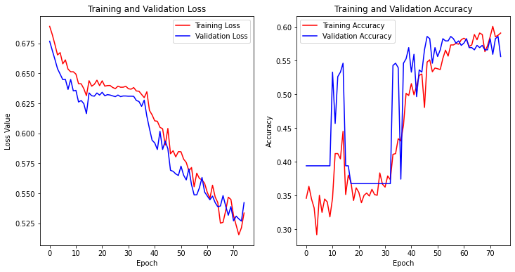 Training and Validation Loss
Training Loss
Validation Loss
0.675
0.650
0.625
0.600
0.575
0.550
0.525
Loss Value
0 10 20 30 40 50 60 70
Epoch
Training and Validation Accuracy
Training Accuracy
Validation Accuracy
0.60
0.55
0.50
0.45
0.40
0.35
0.30
Accuracy
0 10 20 30 40 50 60 70
Epoch